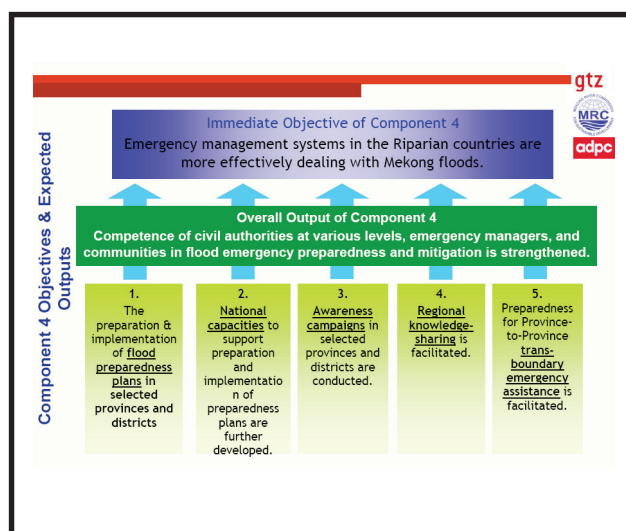 gtz
MRC
adpc
Component 4 Objectives & Expected
Outputs
Immediate Objective of Component 4
Emergency management systems in the Riparian countries are
more effectively dealing with Mekong floods.
Overall Output of Component 4
Competence of civil authorities at various levels, emergency managers, and
communities in flood emergency preparedness and mitigation is strengthened.
1.
The
preparation &
implementation
of flood
preparedness
plans in
selected
provinces and
districts
2.
National
capacities to
support
preparation
and
implementatio
n of
preparedness
plans are
further
developed.
3.
Awareness
campaigns in
selected
provinces and
districts are
conducted.
4.
Regional
knowledge-
sharing is
facilitated.
5.
Preparedness
for Province-
to-Province
trans-
boundary
emergency
assistance is
facilitated.